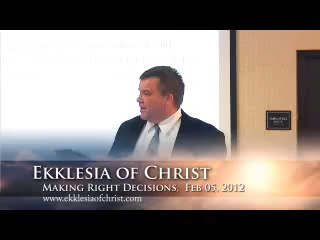 Ekklesia of Christ
Making Right Decisions, Feb 05, 2012
www.ekklesiaofchrist.com